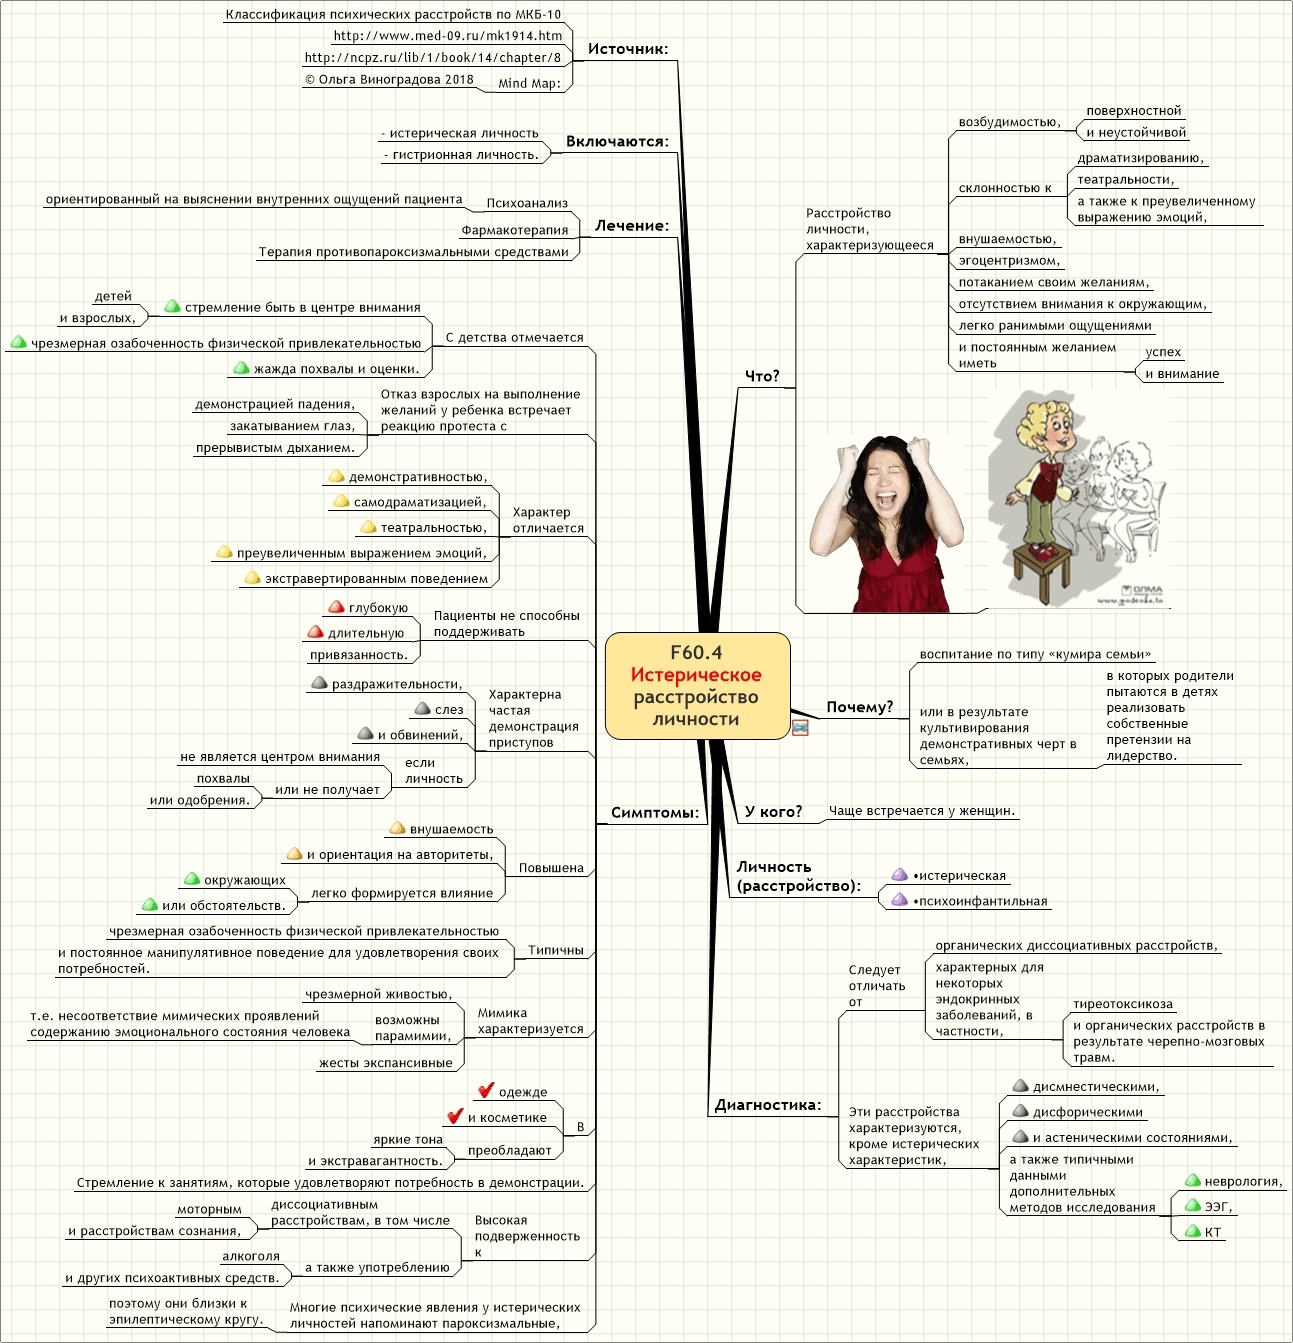 Классификация психических расстройств по МКБ-10
http://www.med-09.ru/mk1914.htm
http://ncpz.ru/lib/1/book/14/chapter/8
© Ольга Виноградова 2018
Mind Map:
Источник:
- истерическая личность
- гистрионная личность.
Включаются:
ориентированный на выяснении внутренних ощущений пациента
Психоанализ
Фармакотерапия
Терапия противопароксизмальными средствами
Лечение:
детей
и взрослых,
стремление быть в центре внимания
чрезмерная озабоченность физической привлекательностью
жажда похвалы и оценки.
С детства отмечается
демонстрацией падения,
закатыванием глаз,
прерывистым дыханием.
Отказ взрослых на выполнение
желаний у ребенка встречает
реакцию протеста с
демонстративностью,
самодраматизацией,
театральностью,
преувеличенным выражением эмоций,
экстравертированным поведением
Характер
отличается
глубокую
длительную
привязанность.
Пациенты не способны
поддерживать
раздражительности,
слез
и обвинений,
не является центром внимания
похвалы
или одобрения.
или не получает
если
личность
Характерна
частая
демонстрация
приступов
внушаемость
и ориентация на авторитеты,
окружающих
или обстоятельств.
легко формируется влияние
Повышена
чрезмерная озабоченность физической привлекательностью
и постоянное манипулятивное поведение для удовлетворения своих
потребностей.
Типичны
чрезмерной живостью,
т.е. несоответствие мимических проявлений
содержанию эмоционального состояния человека
возможны
парамимии,
жесты экспансивные
Мимика
характеризуется
одежде
и косметике
яркие тона
и экстравагантность.
преобладают
В
Стремление к занятиям, которые удовлетворяют потребность в демонстрации.
моторным
и расстройствам сознания,
диссоциативным
расстройствам, в том числе
алкоголя
и других психоактивных средств.
а также употреблению
Высокая
подверженность
к
поэтому они близки к
эпилептическому кругу.
Многие психические явления у истерических
личностей напоминают пароксизмальные,
Симптомы:
F60.4
Истерическое
расстройство
личности
Что?
Расстройство
личности,
характеризующееся
возбудимостью,
поверхностной
и неустойчивой
склонностью к
драматизированию,
театральности,
а также к преувеличенному
выражению эмоций,
внушаемостью,
эгоцентризмом,
потаканием своим желаниям,
отсутствием внимания к окружающим,
легко ранимыми ощущениями
и постоянным желанием
иметь
успех
и внимание
ОЛМА
Почему?
воспитание по типу «кумира семьи»
или в результате
культивирования
демонстративных черт в
семьях,
в которых родители
пытаются в детях
реализовать
собственные
претензии на
лидерство.
У кого?
Чаще встречается у женщин.
Личность
(расстройство):
•истерическая
•психоинфантильная
Диагностика:
Следует
отличать
от
органических диссоциативных расстройств,
характерных для
некоторых
эндокринных
заболеваний, в
частности,
тиреотоксикоза
и органических расстройств в
результате черепно-мозговых
травм.
Эти расстройства
характеризуются,
кроме истерических
характеристик,
дисмнестическими,
дисфорическими
и астеническими состояниями,
а также типичными
данными
дополнительных
методов исследования
неврология,
ЭЭГ,
КТ